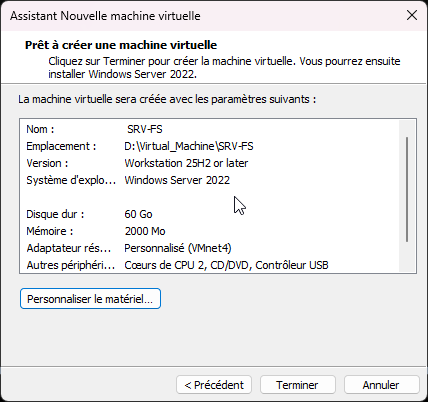 Assistant Nouvelle machine virtuelle
Prêt à créer une machine virtuelle
Cliquez sur Terminer pour créer la machine virtuelle. Vous pourrez ensuite
installer Windows Server 2022.
La machine virtuelle sera créée avec les paramètres suivants :
Nom : SRV-FS
Emplacement : D:\Virtual_Machine\SRV-FS
Version : Workstation 25H2 or later
Système d'explo... Windows Server 2022
Disque dur : 60 Go
Mémoire : 2000 Mo
Adaptateur rés... Personnalisé (VMnet4)
Autres périphéri... Cœurs de CPU 2, CD/DVD, Contrôleur USB
Personnaliser le matériel...
< Précédent Terminer Annuler